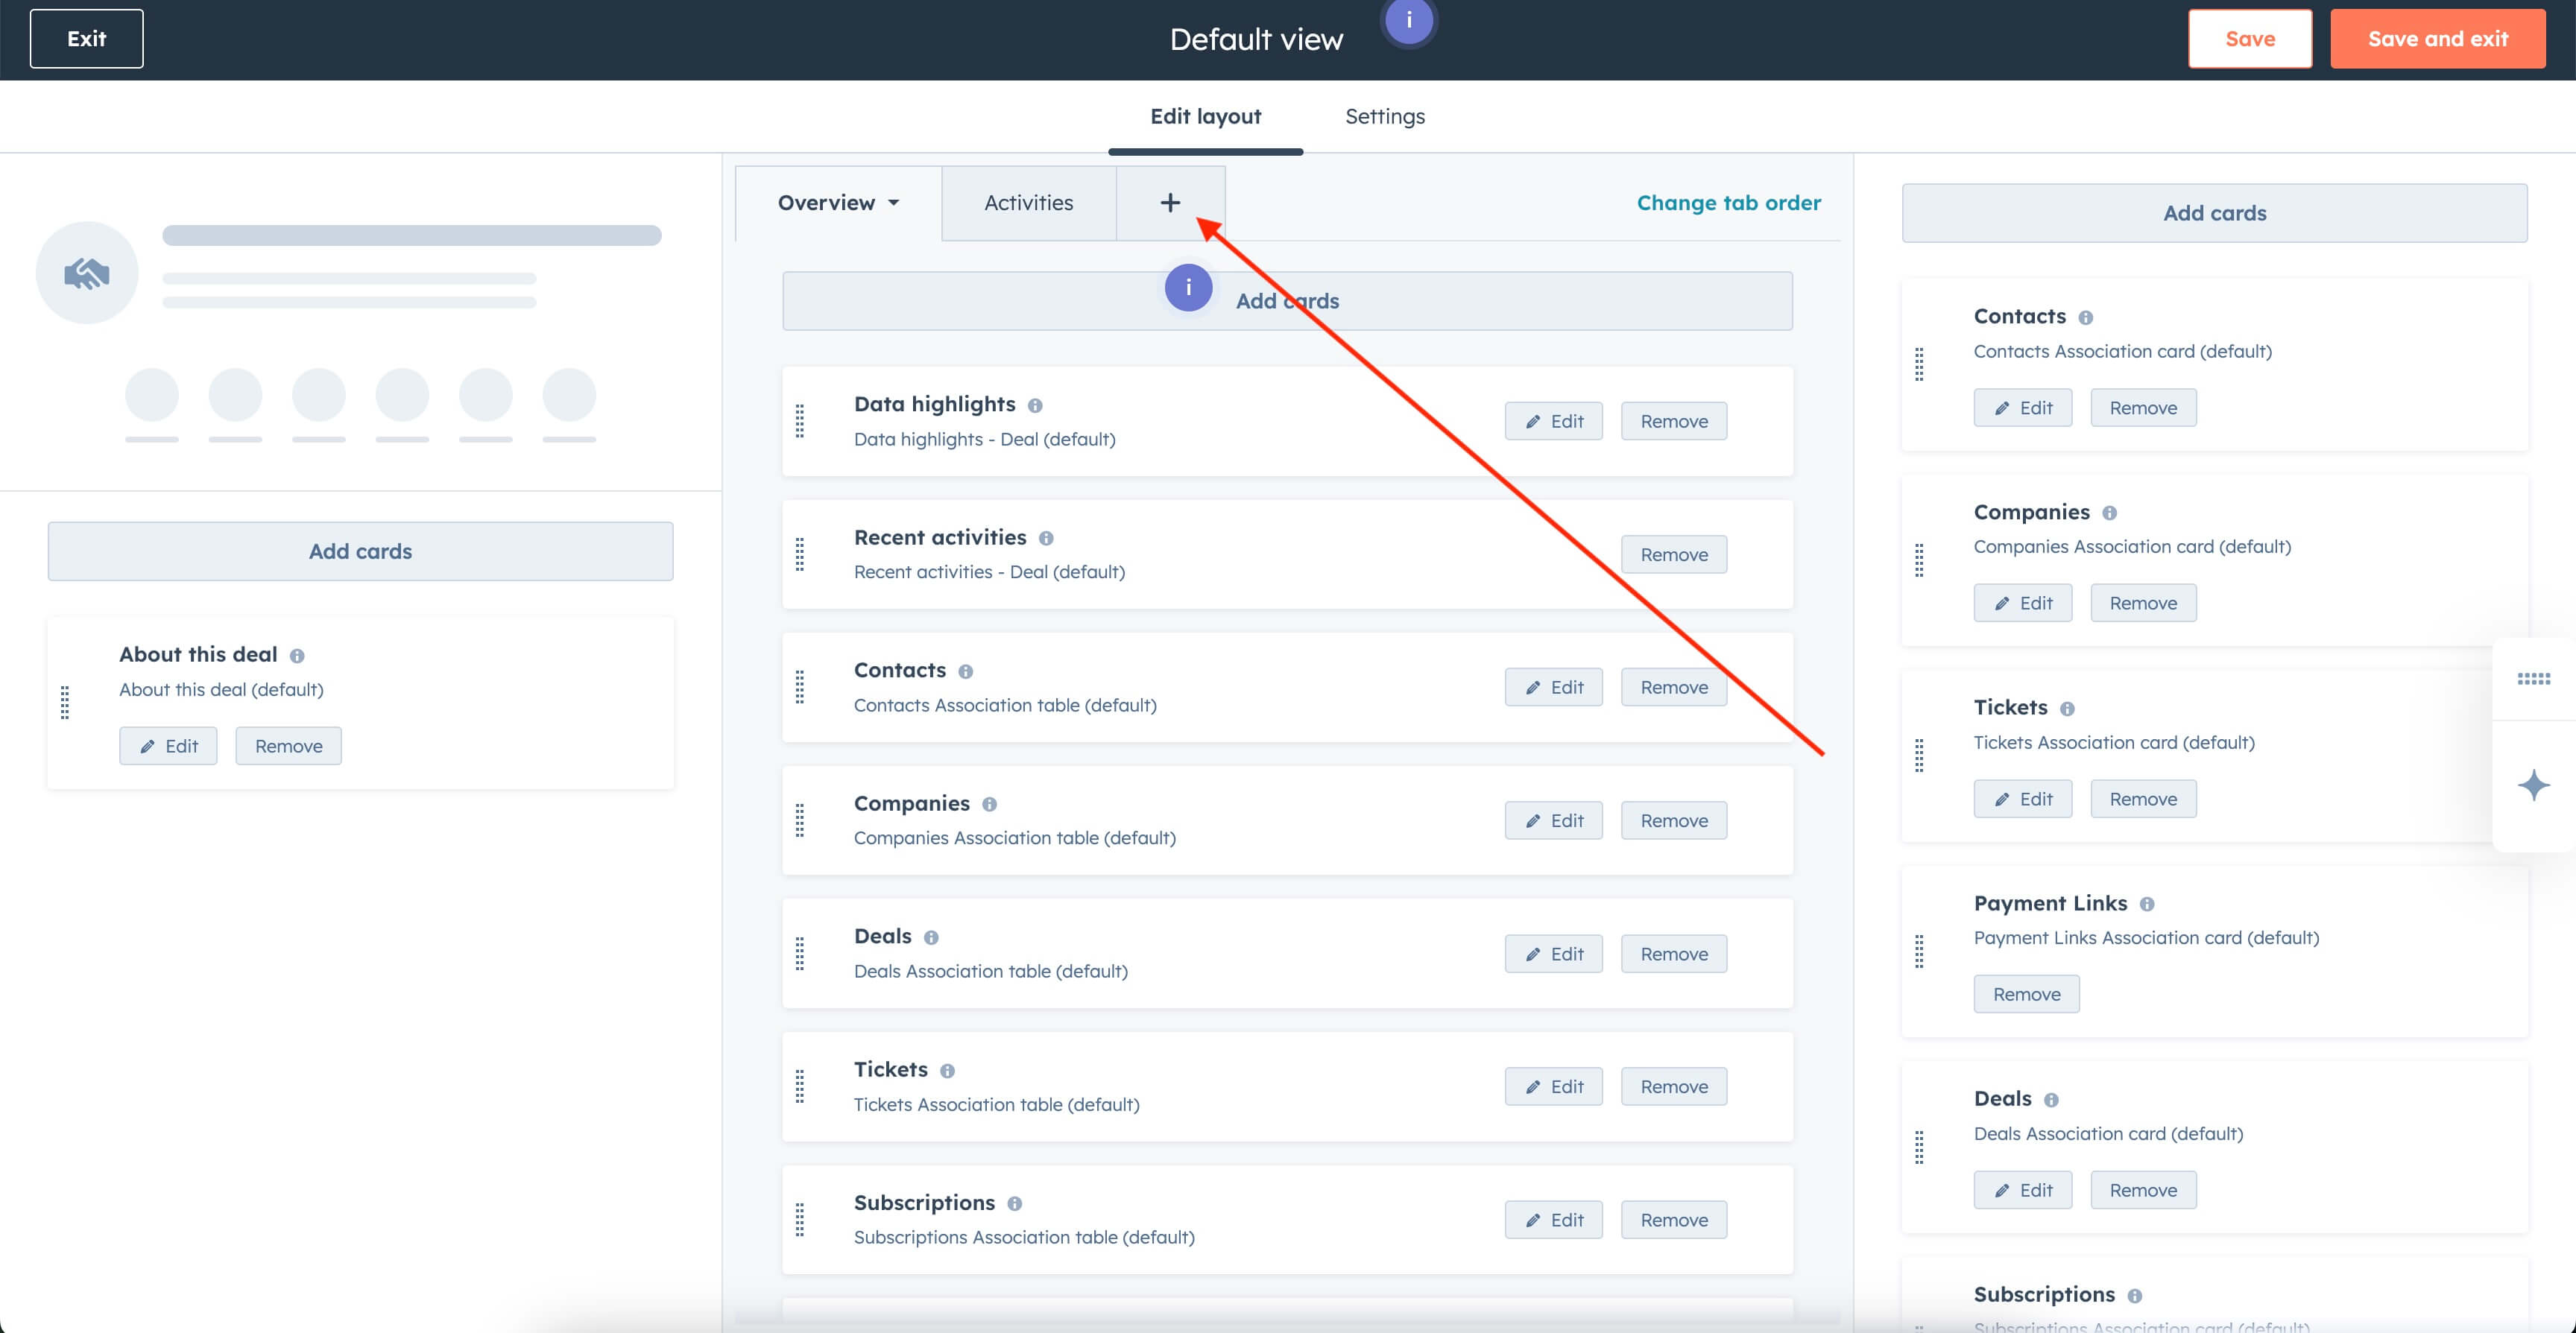 Exit
Default view
i
Save
Save and exit
Edit layout
Settings
Add cards
About this deal
About this deal (default)
Edit
Remove
Overview
Activities
+
Change tab order
i
Add cards
Data highlights
Data highlights - Deal (default)
Edit
Remove
Recent activities
Recent activities - Deal (default)
Remove
Contacts
Contacts Association table (default)
Edit
Remove
Companies
Companies Association table (default)
Edit
Remove
Deals
Deals Association table (default)
Edit
Remove
Tickets
Tickets Association table (default)
Edit
Remove
Subscriptions
Subscriptions Association table (default)
Edit
Remove
Add cards
Contacts
Contacts Association card (default)
Edit
Remove
Companies
Companies Association card (default)
Edit
Remove
Tickets
Tickets Association card (default)
Edit
Remove
Payment Links
Payment Links Association card (default)
Remove
Deals
Deals Association card (default)
Edit
Remove
Subscriptions
Subscriptions Association card (default)